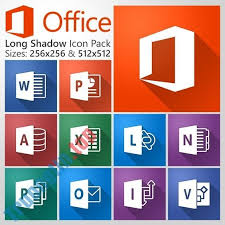 Office
Long Shadow Icon Pack
Sizes: 256x256 & 512x512
W P
A X L N
P O I V